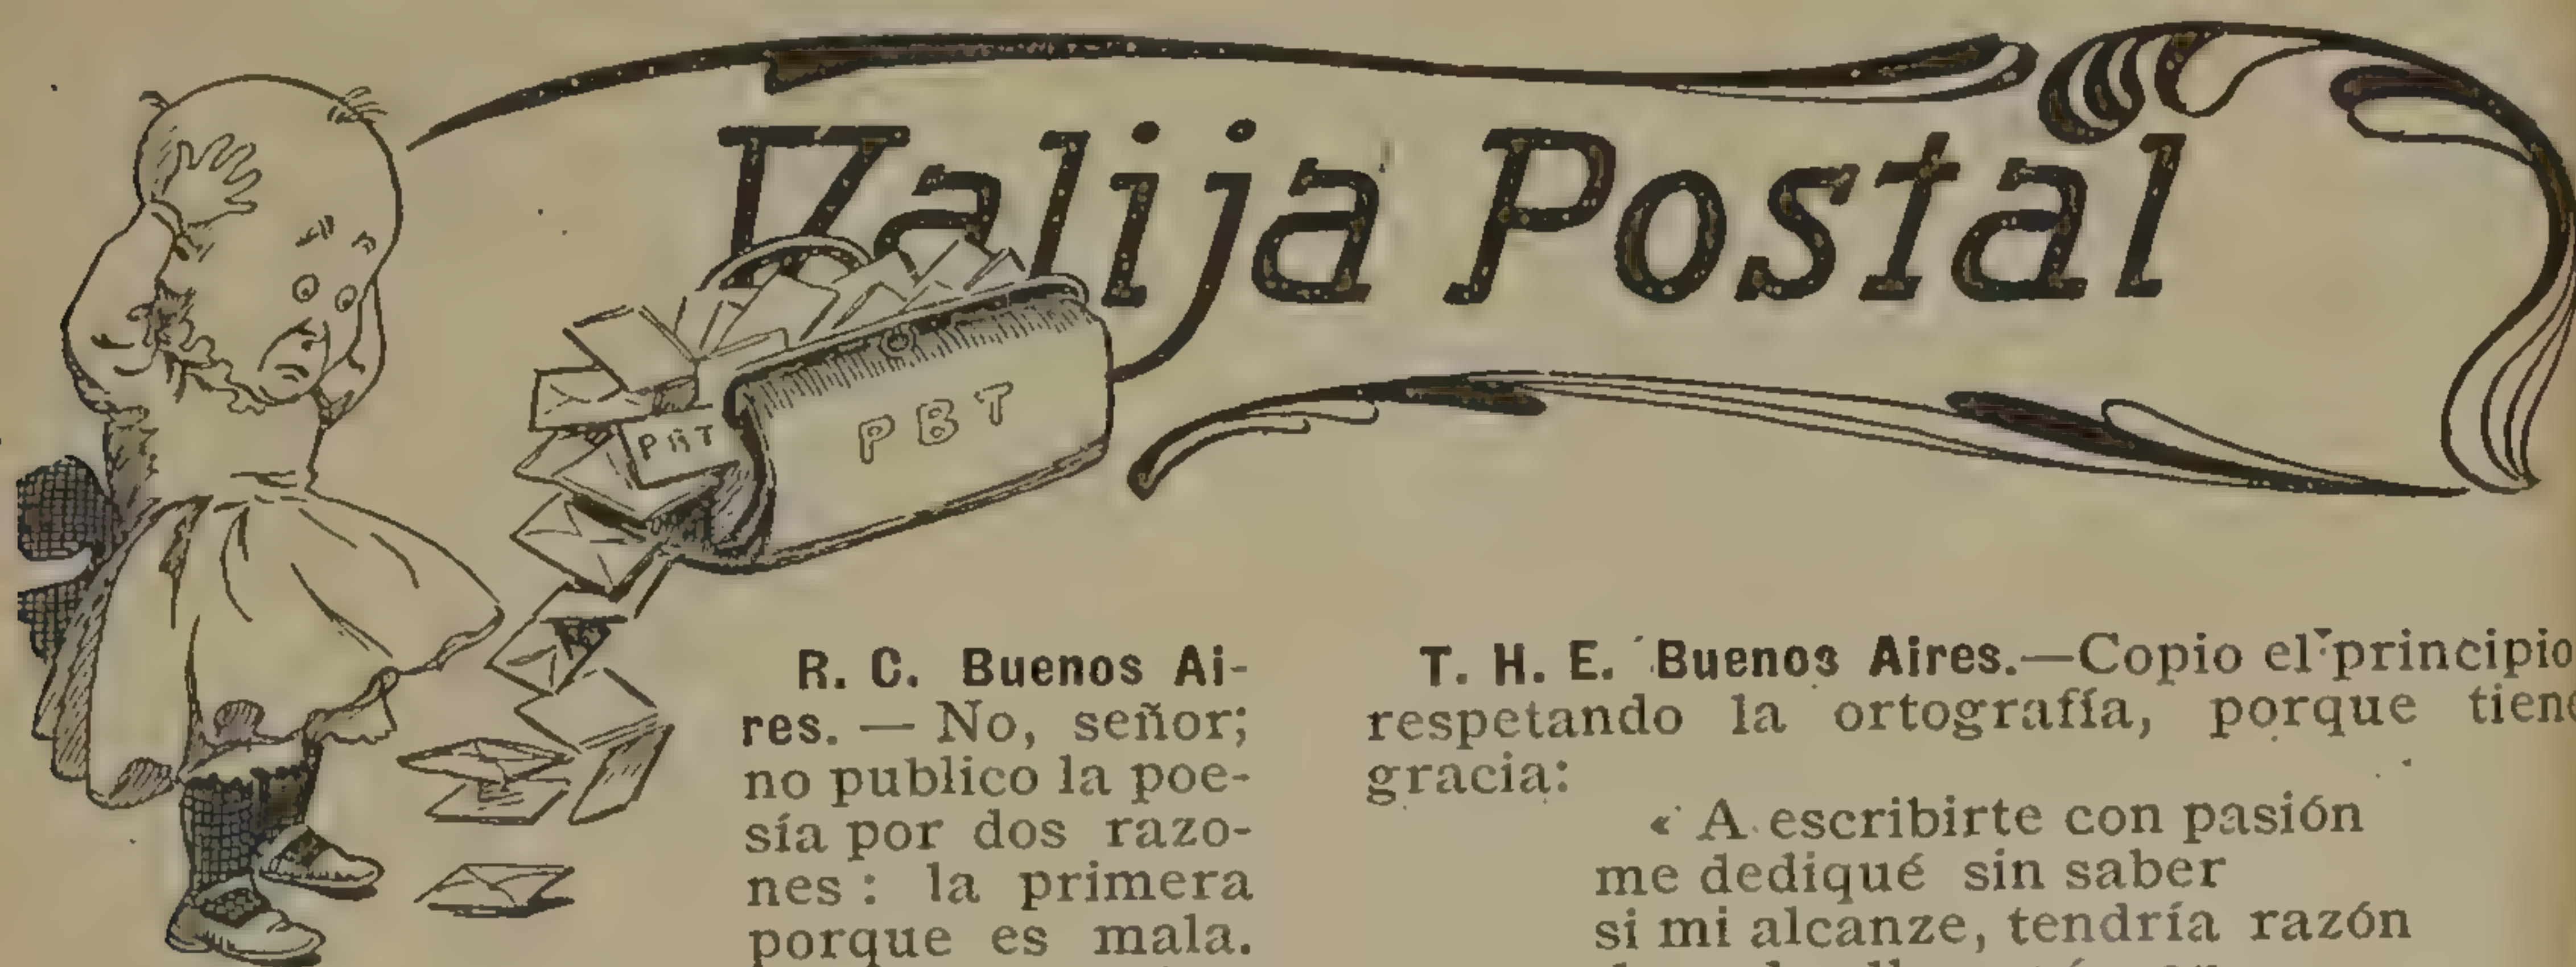 Valija Postal
PBT
PBT
R. C. Buenos Ai-
res. — No, señor;
no publico la poe-
sía por dos razo-
nes: la primera
porque es mala.
T. H. E. Buenos Aires.—Copio el principio
respetando la ortografía, porque tiene
gracia:
« A escribirte con pasión
me dediqué sin saber
si mi alcanze, tendría razón